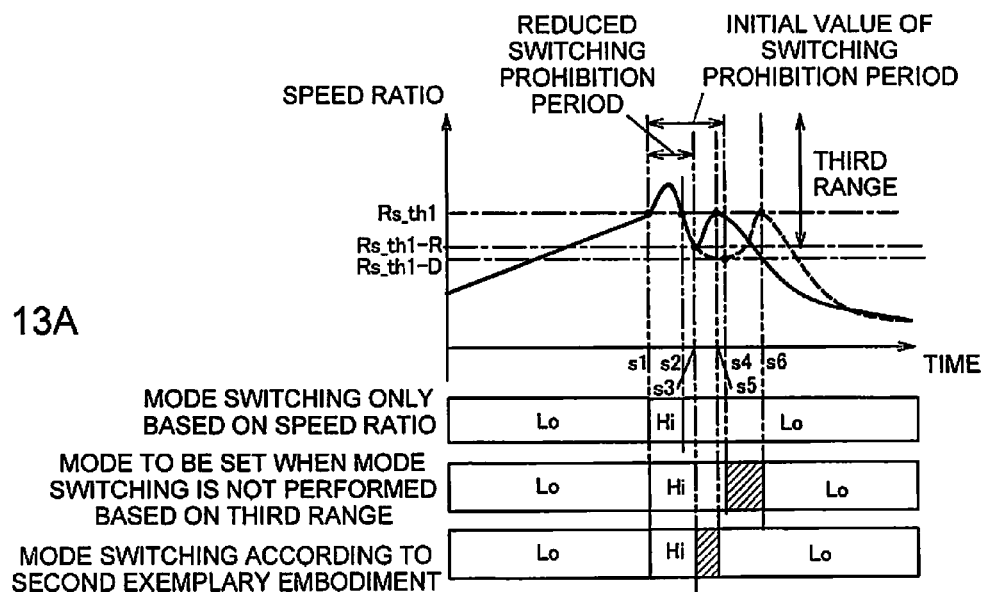 REDUCED
SWITCHING
PROHIBITION
PERIOD
INITIAL VALUE OF
SWITCHING
PROHIBITION PERIOD
SPEED RATIO
THIRD
RANGE
Rs_th1
Rs_th1-R
Rs_th1-D
13A
s1 s2 s4 s6
s3 s5
TIME
MODE SWITCHING ONLY
BASED ON SPEED RATIO
Lo Hi Lo
MODE TO BE SET WHEN MODE
SWITCHING IS NOT PERFORMED
BASED ON THIRD RANGE
Lo Hi Lo
MODE SWITCHING ACCORDING TO
SECOND EXEMPLARY EMBODIMENT
Lo Hi Lo